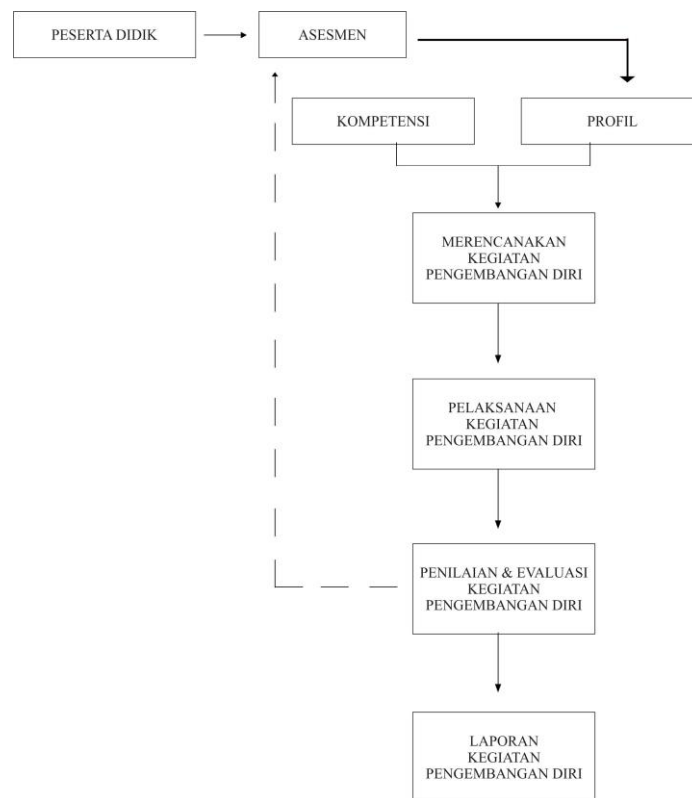 PESERTA DIDIK
ASESMEN
KOMPETENSI
PROFIL
MERENCANAKAN
KEGIATAN
PENGEMBANGAN DIRI
PELAKSANAAN
KEGIATAN
PENGEMBANGAN DIRI
PENILAIAN & EVALUASI
KEGIATAN
PENGEMBANGAN DIRI
LAPORAN
KEGIATAN
PENGEMBANGAN DIRI